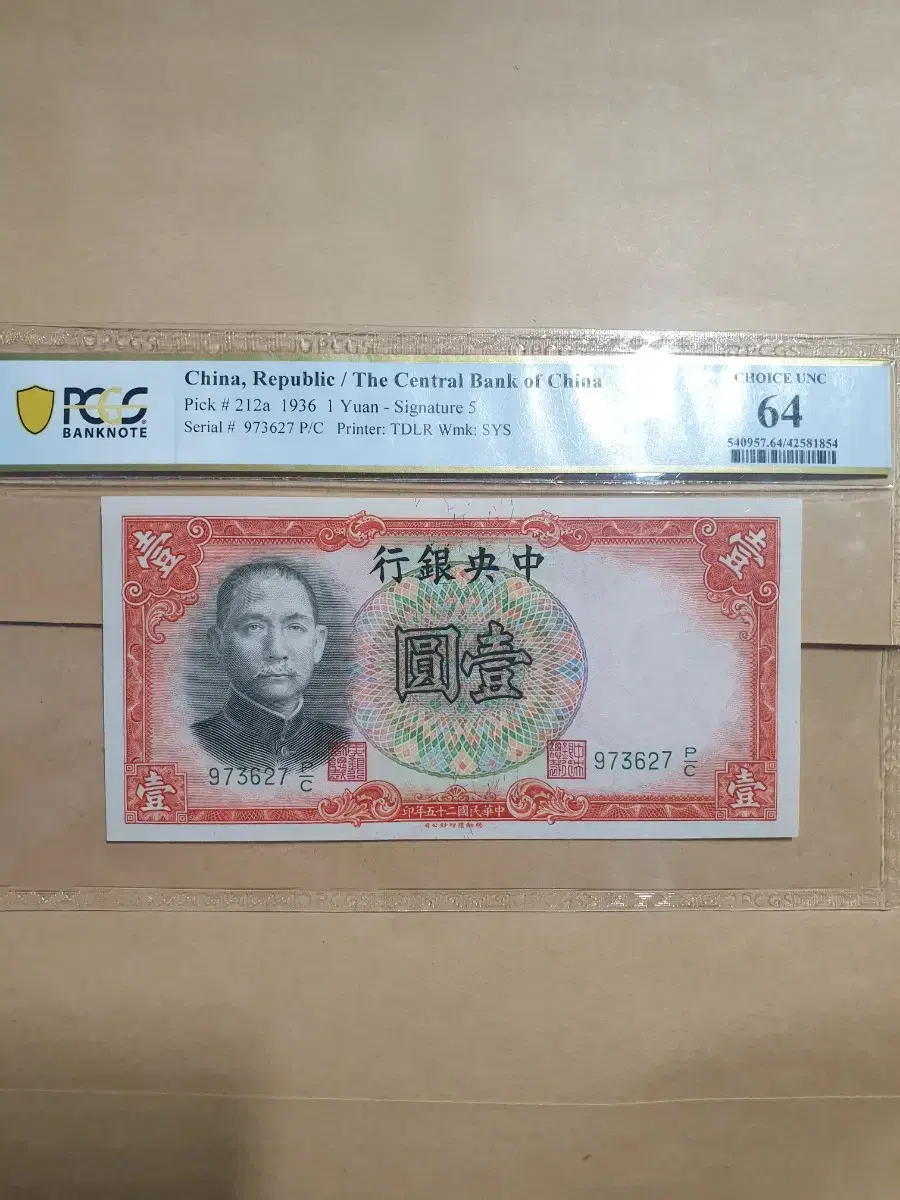 PCGS
BANKNOTE
China, Republic / The Central Bank of China
Pick # 212a 1936 1 Yuan - Signature 5
Serial # 973627 P/C Printer: TDLR Wmk: SYS
CHOICE UNC
64
540957.64/42581854
壹
壹
行銀央中
圓壹
973627 P/C
973627 P/C
壹
壹
印年五十二國民華中